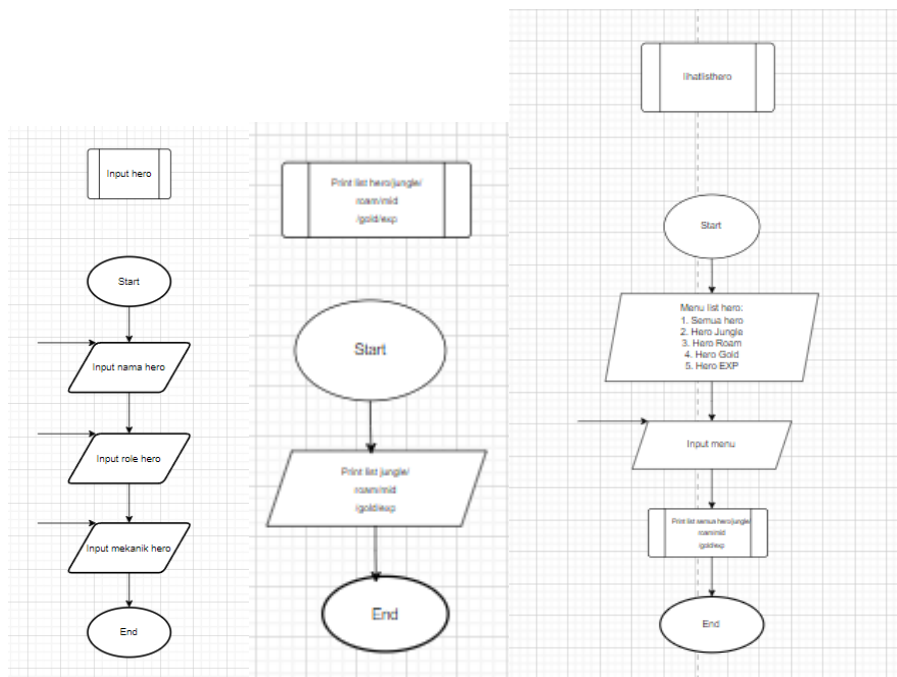 Input hero
Start
Input nama hero
Input role hero
Input mekanik hero
End
Print list hero/jungle/
roam/mid
/gold/exp
Start
Print list jungle/
roam/mid
/gold/exp
End
lihatlisthero
Start
Menu list hero:
1. Semua hero
2. Hero Jungle
3. Hero Roam
4. Hero Gold
5. Hero EXP
Input menu
Print list semua hero/jungle/
roam/mid
/gold/exp
End